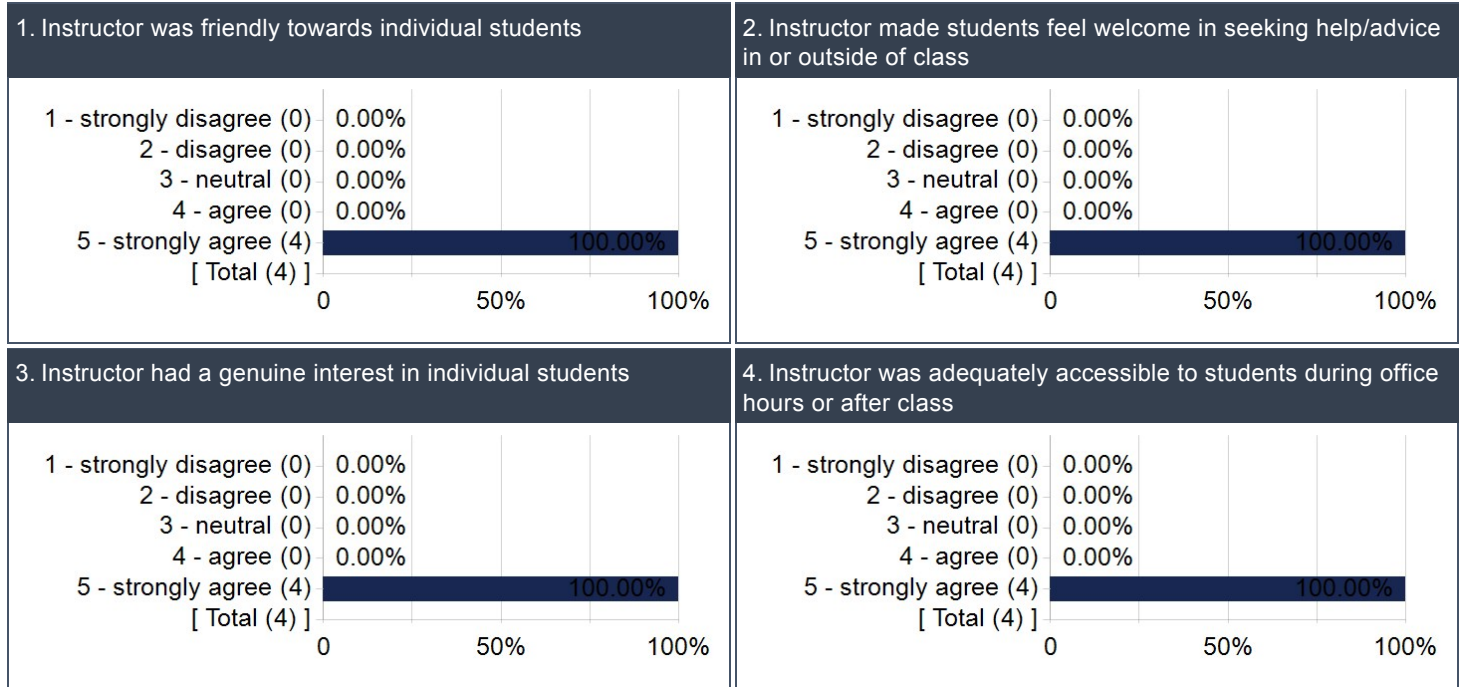 1. Instructor was friendly towards individual students
1 - strongly disagree (0) 0.00%
2 - disagree (0) 0.00%
3 - neutral (0) 0.00%
4 - agree (0) 0.00%
5 - strongly agree (4) 100.00%
[ Total (4) ]
0 50% 100%
2. Instructor made students feel welcome in seeking help/advice
in or outside of class
1 - strongly disagree (0) 0.00%
2 - disagree (0) 0.00%
3 - neutral (0) 0.00%
4 - agree (0) 0.00%
5 - strongly agree (4) 100.00%
[ Total (4) ]
0 50% 100%
3. Instructor had a genuine interest in individual students
1 - strongly disagree (0) 0.00%
2 - disagree (0) 0.00%
3 - neutral (0) 0.00%
4 - agree (0) 0.00%
5 - strongly agree (4) 100.00%
[ Total (4) ]
0 50% 100%
4. Instructor was adequately accessible to students during office
hours or after class
1 - strongly disagree (0) 0.00%
2 - disagree (0) 0.00%
3 - neutral (0) 0.00%
4 - agree (0) 0.00%
5 - strongly agree (4) 100.00%
[ Total (4) ]
0 50% 100%